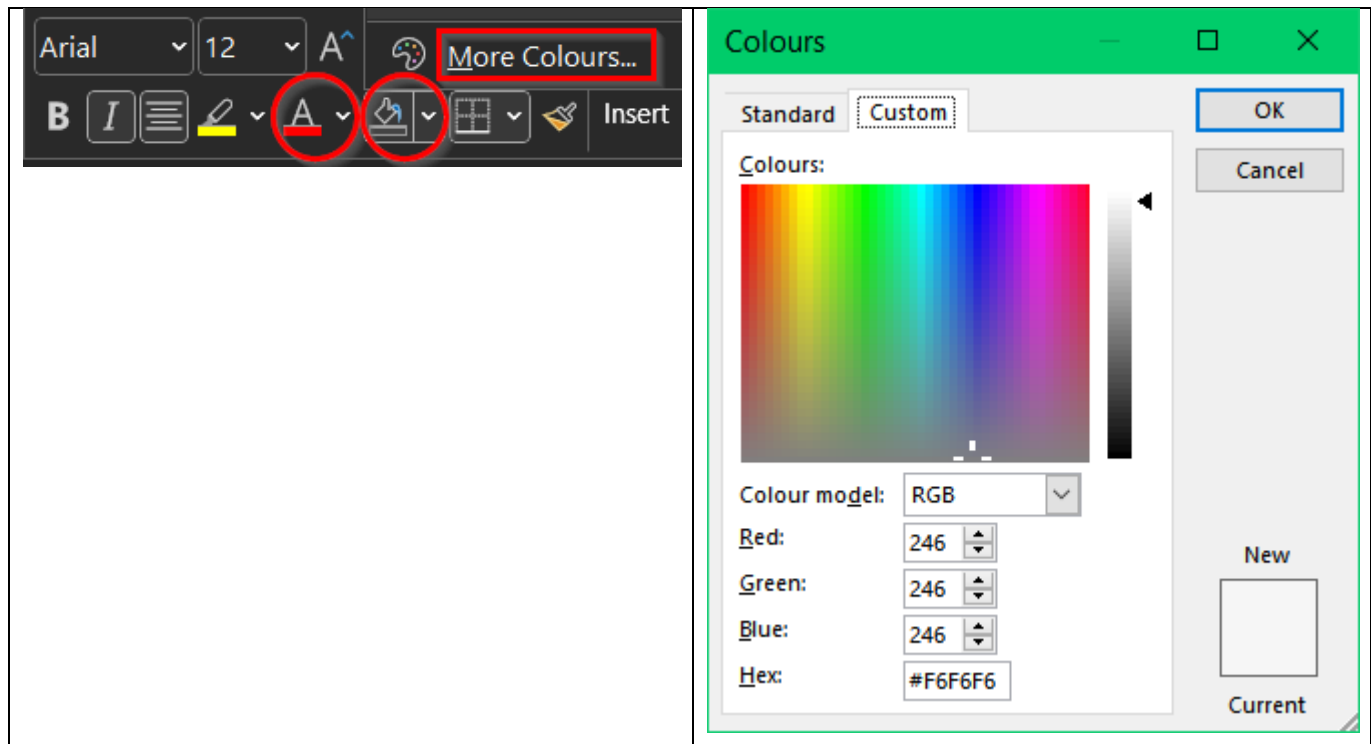 Arial 12 A More Colours...
B I A Insert
Colours
Standard Custom
OK
Colours:
Cancel
Colour model: RGB
Red: 246
Green: 246
Blue: 246
Hex: #F6F6F6
New
Current